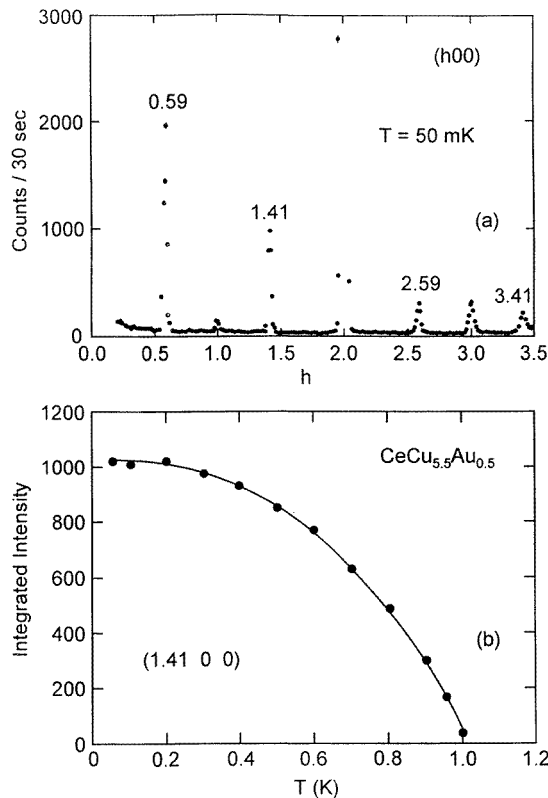 3000
(h00)
0.59
2000
T = 50 mK
Counts / 30 sec
1.41
1000
(a)
2.59
3.41
0
0.0 0.5 1.0 1.5 2.0 2.5 3.0 3.5
h
1200
CeCu5.5Au0.5
1000
800
Integrated Intensity
600
400
(b)
(1.41 0 0)
200
0
0 0.2 0.4 0.6 0.8 1.0 1.2
T (K)